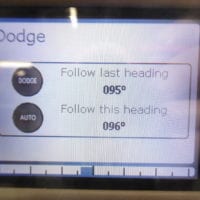 Dodge
DODGE
Follow last heading
095°
AUTO
Follow this heading
096°